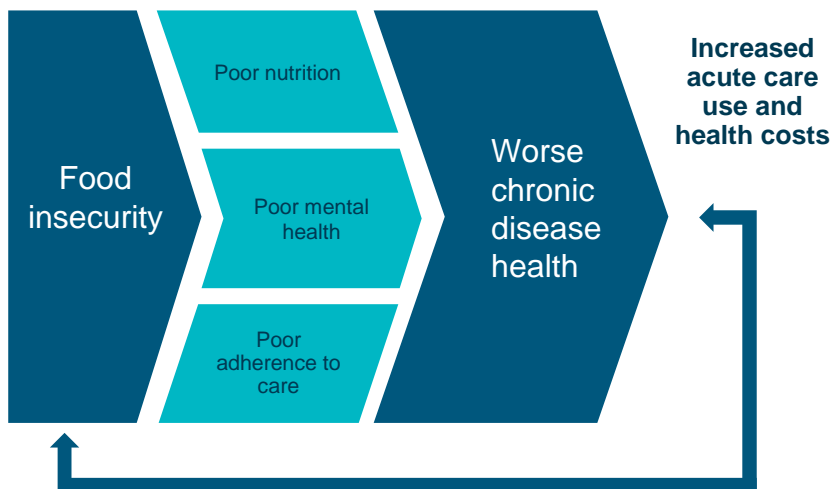 Food
insecurity
Poor nutrition
Poor mental
health
Poor
adherence to
care
Worse
chronic
disease
health
Increased
acute care
use and
health costs